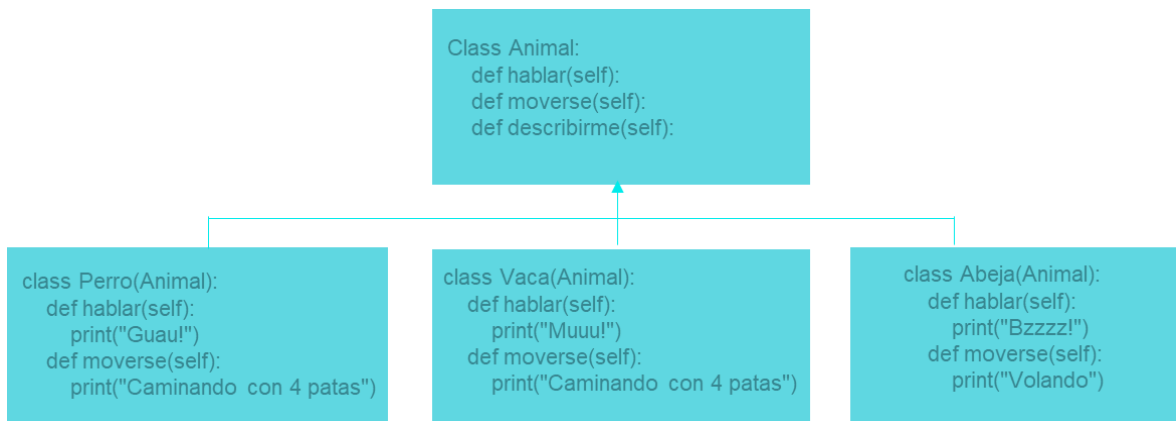 Class Animal:
def hablar(self):
def moverse(self):
def describirme(self):
class Perro(Animal):
def hablar(self):
print("Guau!")
def moverse(self):
print("Caminando con 4 patas")
class Vaca(Animal):
def hablar(self):
print("Muuu!")
def moverse(self):
print("Caminando con 4 patas")
class Abeja(Animal):
def hablar(self):
print("Bzzzz!")
def moverse(self):
print("Volando")